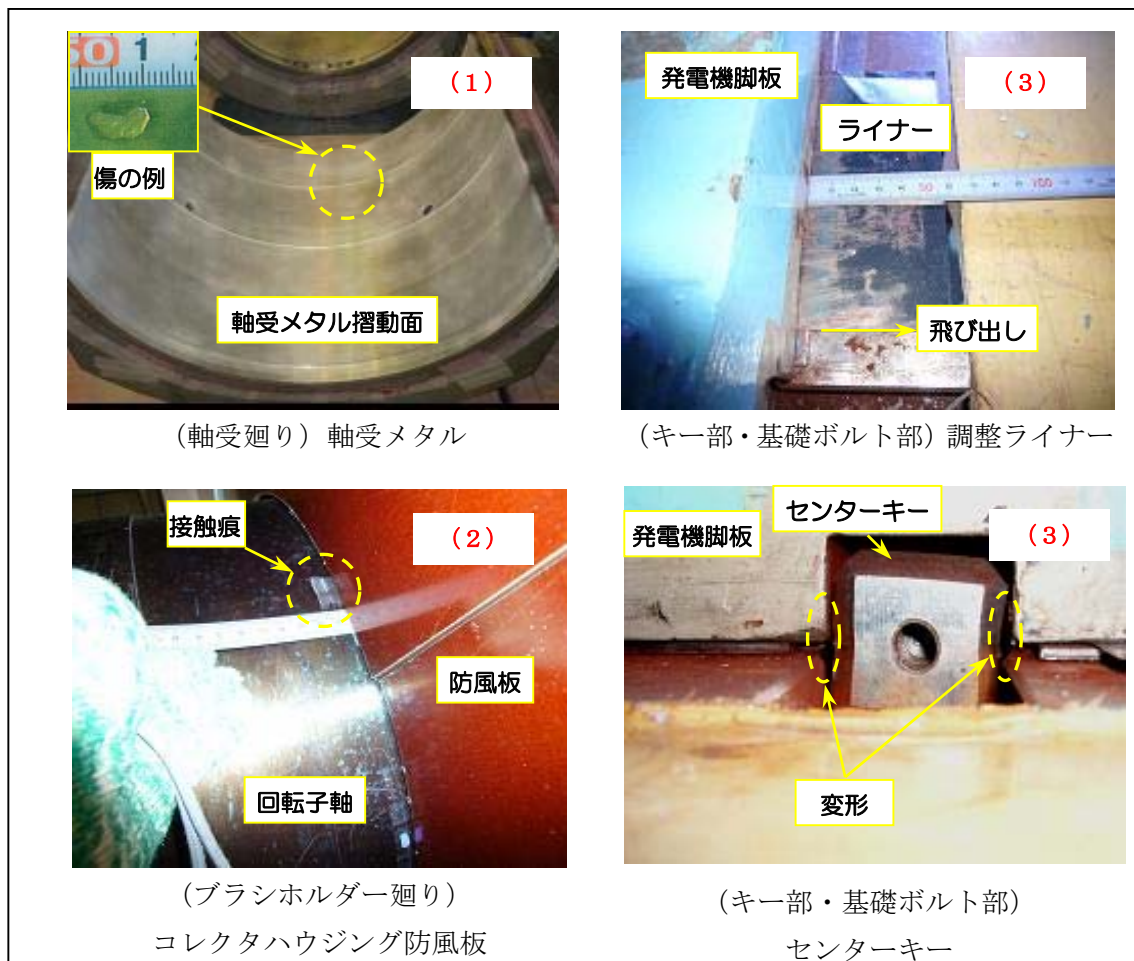 60 1
(1)
傷の例
軸受メタル摺動面
(軸受廻り) 軸受メタル
発電機脚板
(3)
ライナー
50 100
飛び出し
(キー部・基礎ボルト部) 調整ライナー
接触痕
(2)
防風板
回転子軸
(ブラシホルダー廻り)
コレクタハウジング防風板
センターキー
発電機脚板
(3)
変形
(キー部・基礎ボルト部)
センターキー